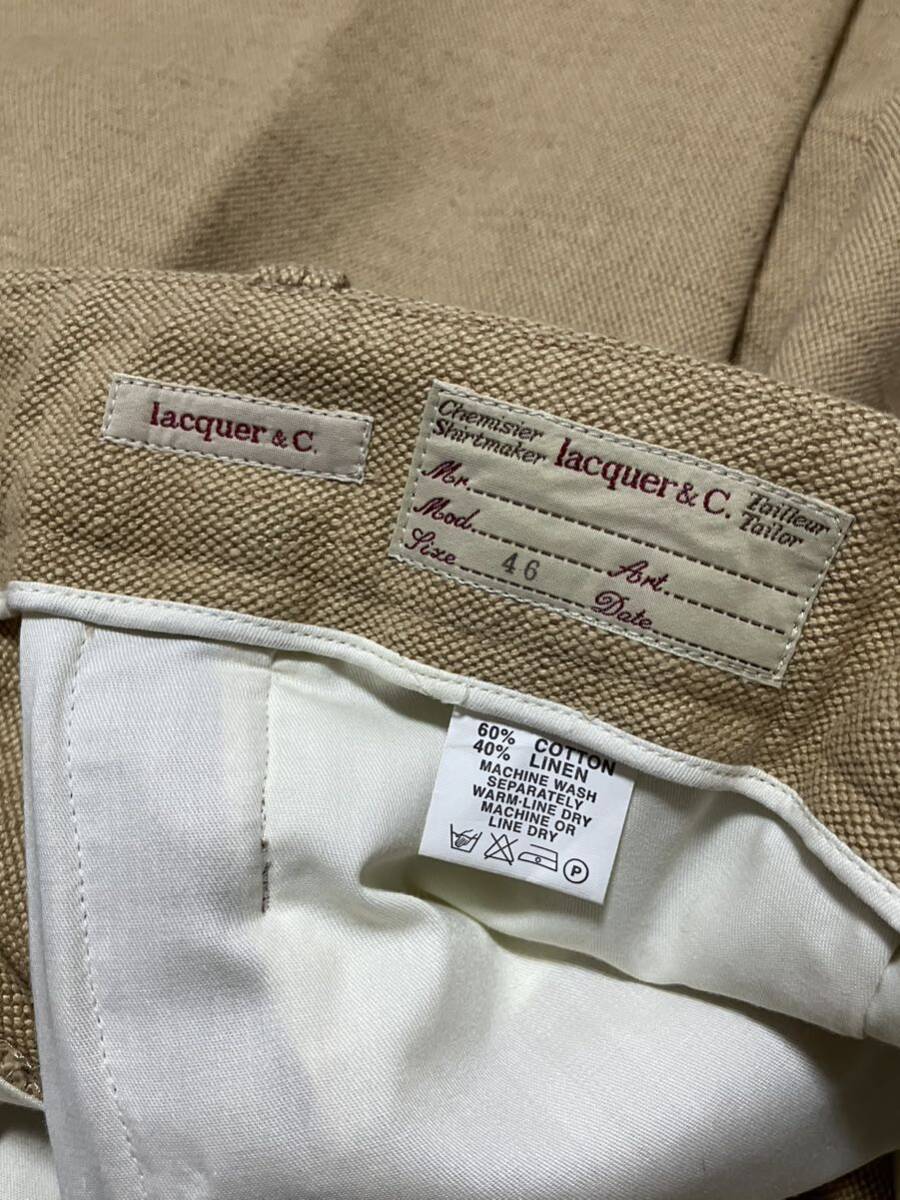 lacquer & C.
Chemisier
Shirtmaker
lacquer & C.
Tailleur
Tailor
Mr.
Mod.
Art.
Size 46
Date
60% COTTON
40% LINEN
MACHINE WASH
SEPARATELY
WARM-LINE DRY
MACHINE OR
LINE DRY
P